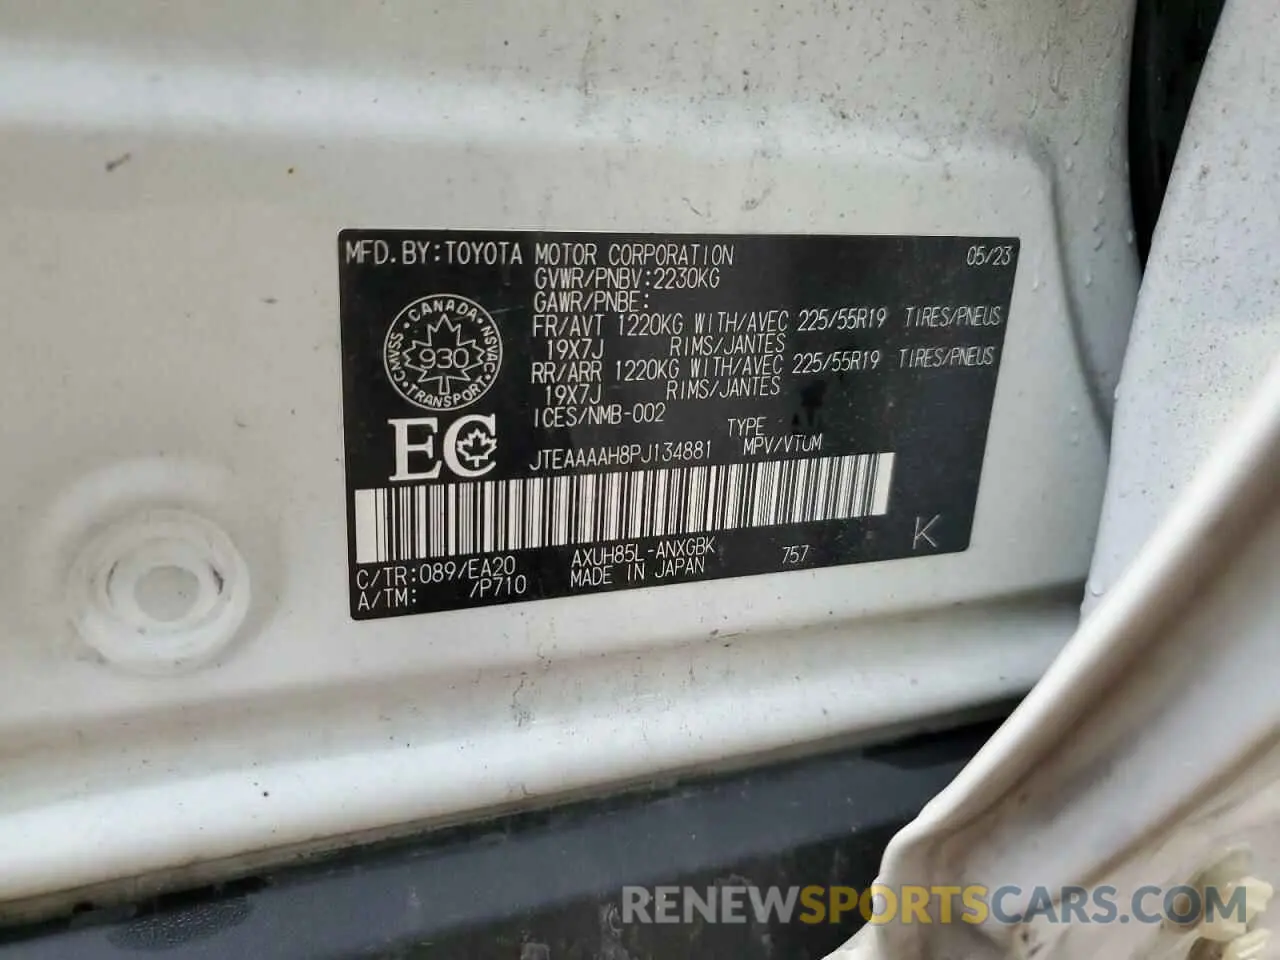 MFD.BY:TOYOTA MOTOR CORPORATION 05/23
GVWR/PNBV:2230KG
GAWR/PNBE:
FR/AVT 1220KG WITH/AVEC 225/55R19 TIRES/PNEUS
19X7J RIMS/JANTES
RR/ARR 1220KG WITH/AVEC 225/55R19 TIRES/PNEUS
19X7J RIMS/JANTES
ICES/NMB-002
CANADA
NSVAC
TRANSPORT
CMVSS
930
EC
TYPE
JTEAAAAH8PJ134881 MPV/VTUM
C/TR:089/EA20 AXUH85L-ANXGBK 757 K
A/TM: /P710 MADE IN JAPAN
RENEWSPORTSCARS.COM